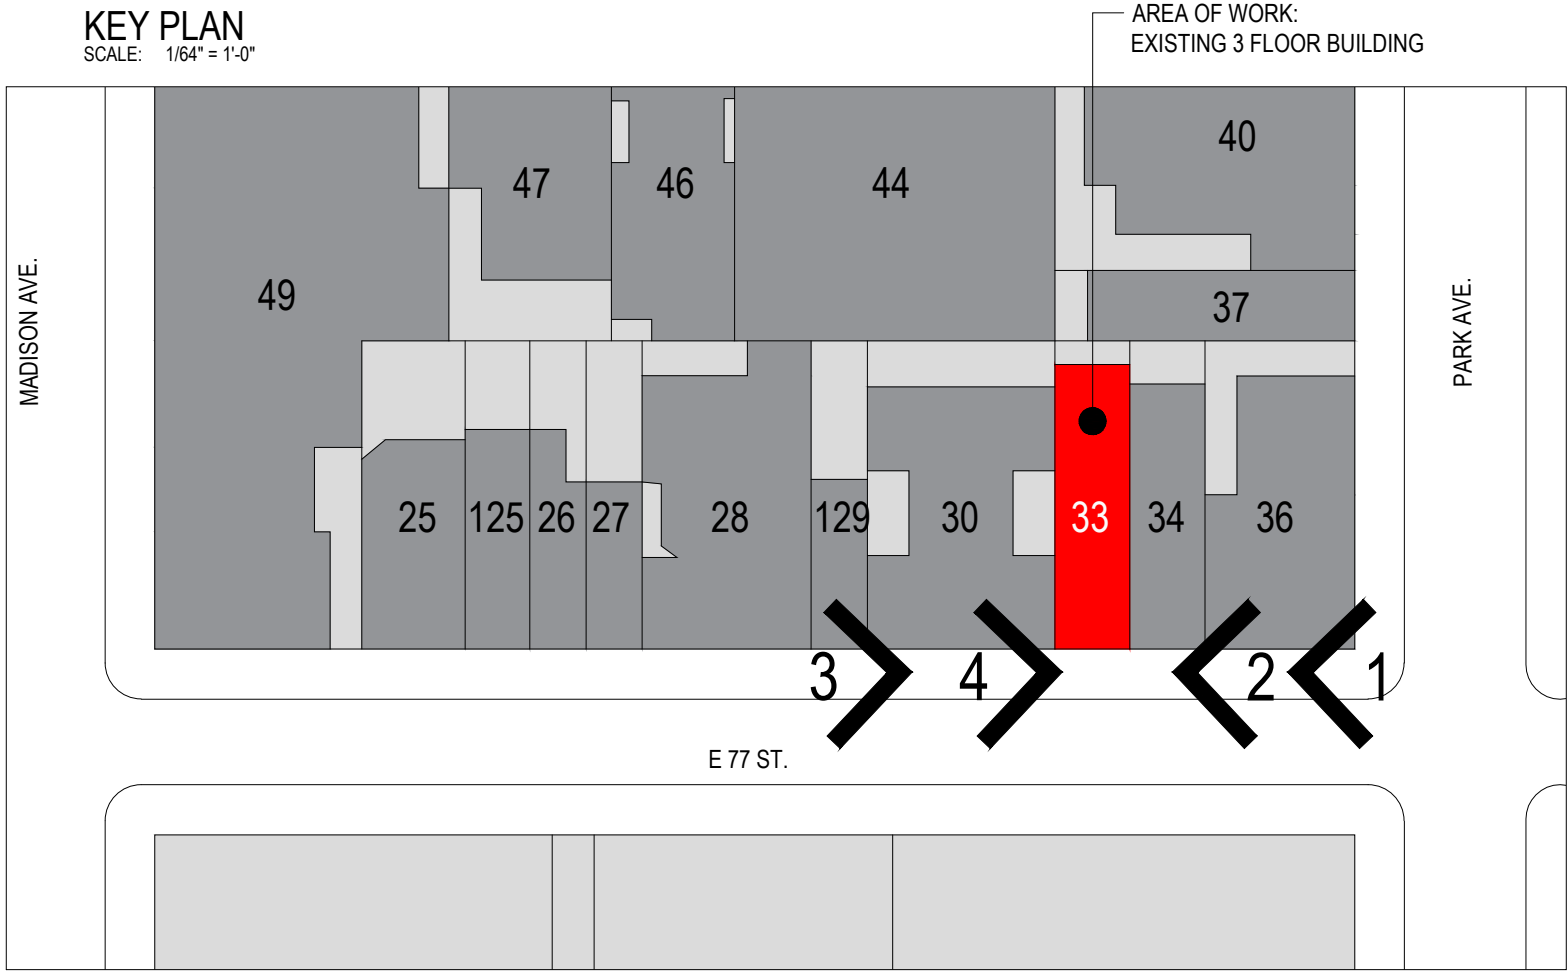 KEY PLAN
SCALE: 1/64" = 1'-0"
AREA OF WORK:
EXISTING 3 FLOOR BUILDING
40
47
46
44
49
37
MADISON AVE.
PARK AVE.
25
125
26
27
28
129
30
33
34
36
3
4
2
1
E 77 ST.